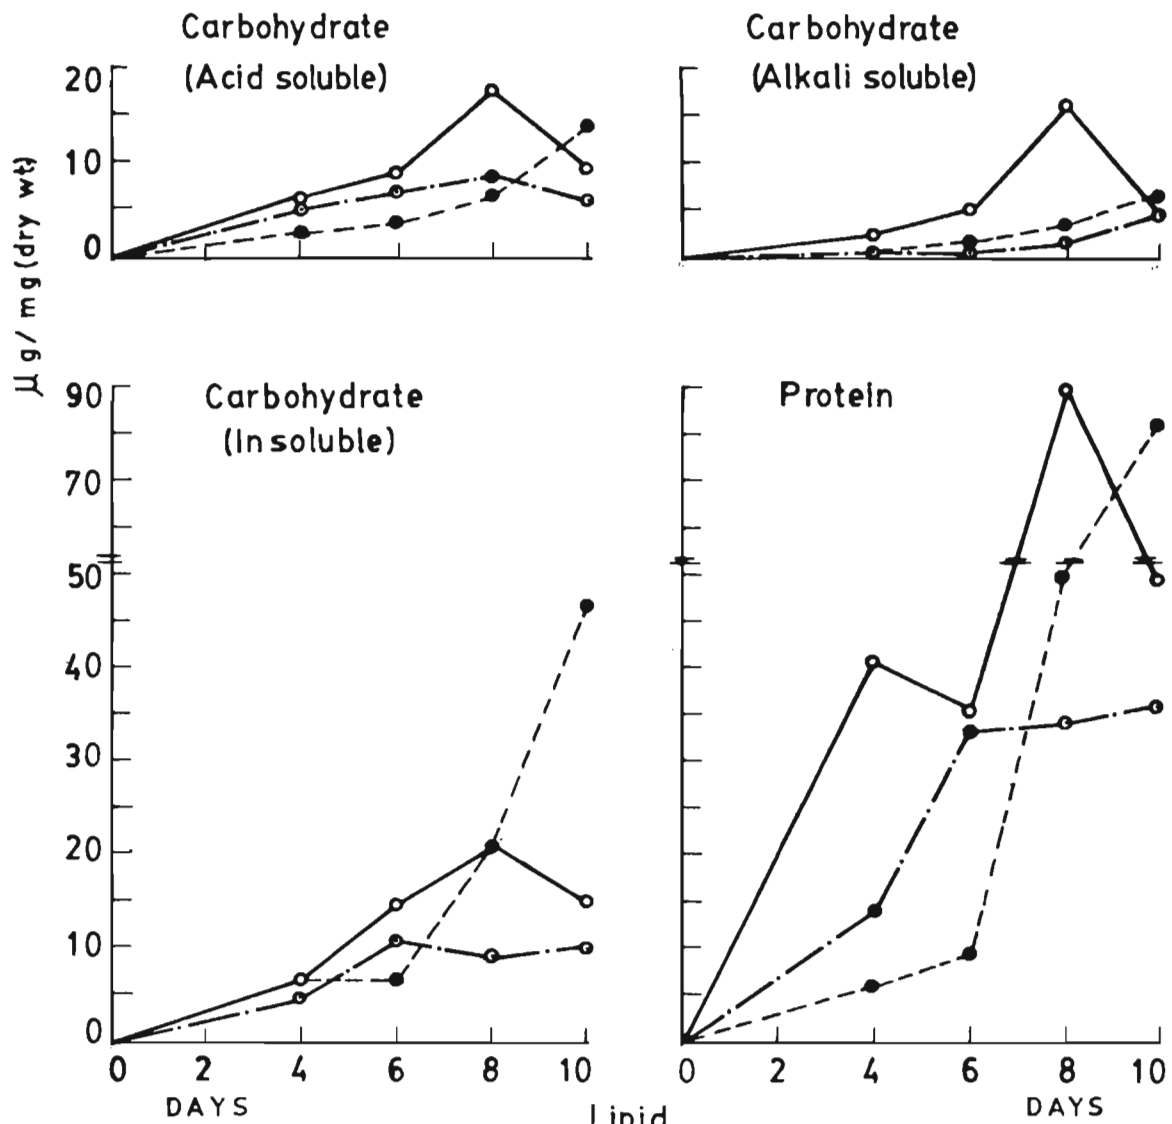 Carbohydrate
(Acid soluble)
Carbohydrate
(Alkali soluble)
20
10
0
μg/mg (dry wt)
Carbohydrate
(Insoluble)
Protein
90
70
50
40
30
20
10
0
0 2 4 6 8 10
0 2 4 6 8 10
DAYS
DAYS
Lipid